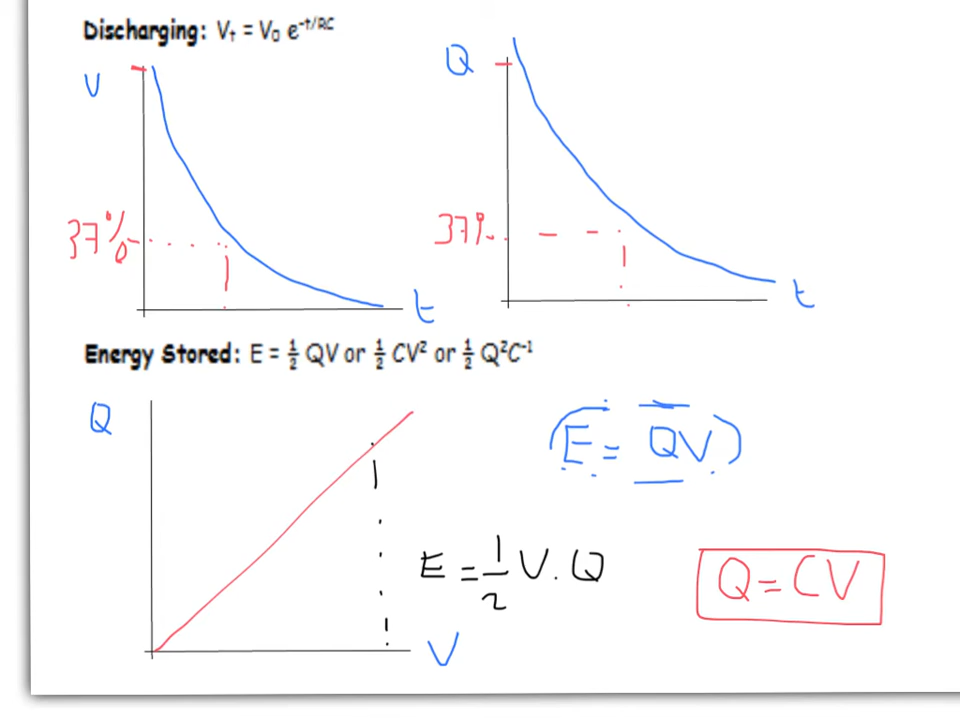 Discharging: Vₜ = V₀ e⁻ᵗ/ᴿᶜ
V
Q
37%
37%
t
t
Energy Stored: E = ½ QV or ½ CV² or ½ Q²C⁻¹
Q
(E = QV)
E = ½ V. Q
Q = CV
V